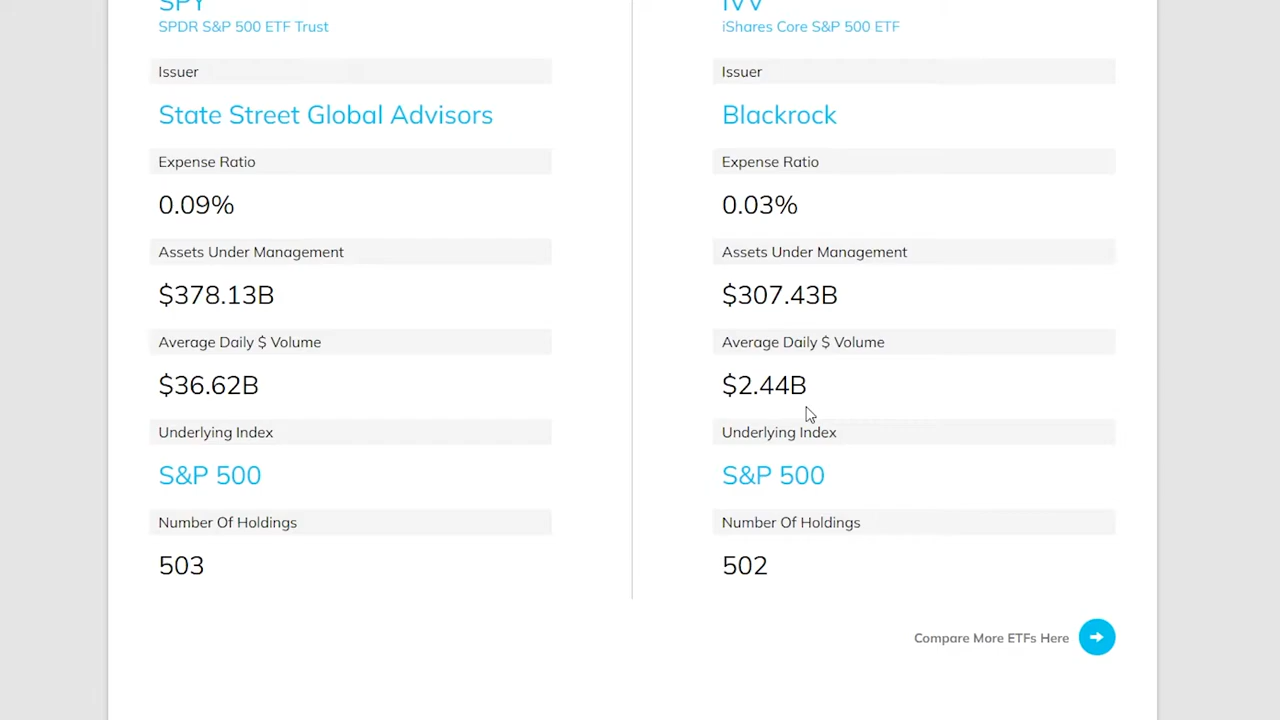 SPY
SPDR S&P 500 ETF Trust
Issuer
State Street Global Advisors
Expense Ratio
0.09%
Assets Under Management
$378.13B
Average Daily $ Volume
$36.62B
Underlying Index
S&P 500
Number Of Holdings
503
IVV
iShares Core S&P 500 ETF
Issuer
Blackrock
Expense Ratio
0.03%
Assets Under Management
$307.43B
Average Daily $ Volume
$2.44B
Underlying Index
S&P 500
Number Of Holdings
502
Compare More ETFs Here